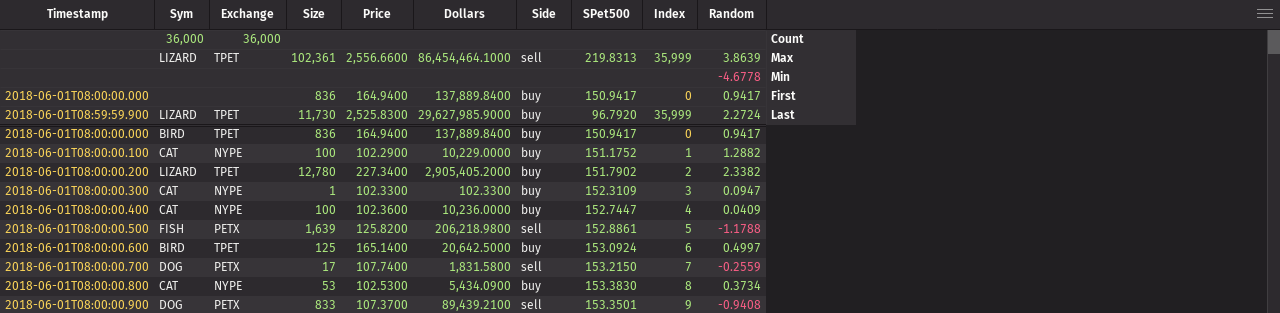 Timestamp Sym Exchange Size Price Dollars Side SPet500 Index Random
36,000 36,000 Count
LIZARD TPET 102,361 2,556.6600 86,454,464.1000 sell 219.8313 35,999 3.8639 Max
-4.6778 Min
2018-06-01T08:00:00.000 836 164.9400 137,889.8400 buy 150.9417 0 0.9417 First
2018-06-01T08:59:59.900 LIZARD TPET 11,730 2,525.8300 29,627,985.9000 buy 96.7920 35,999 2.2724 Last
2018-06-01T08:00:00.000 BIRD TPET 836 164.9400 137,889.8400 buy 150.9417 0 0.9417
2018-06-01T08:00:00.100 CAT NYPE 100 102.2900 10,229.0000 buy 151.1752 1 1.2882
2018-06-01T08:00:00.200 LIZARD TPET 12,780 227.3400 2,905,405.2000 buy 151.7902 2 2.3382
2018-06-01T08:00:00.300 CAT NYPE 1 102.3300 102.3300 buy 152.3109 3 0.0947
2018-06-01T08:00:00.400 CAT NYPE 100 102.3600 10,236.0000 buy 152.7447 4 0.0409
2018-06-01T08:00:00.500 FISH PETX 1,639 125.8200 206,218.9800 sell 152.8861 5 -1.1788
2018-06-01T08:00:00.600 BIRD TPET 125 165.1400 20,642.5000 buy 153.0924 6 0.4997
2018-06-01T08:00:00.700 DOG PETX 17 107.7400 1,831.5800 sell 153.2150 7 -0.2559
2018-06-01T08:00:00.800 CAT NYPE 53 102.5300 5,434.0900 buy 153.3830 8 0.3734
2018-06-01T08:00:00.900 DOG PETX 833 107.3700 89,439.2100 sell 153.3501 9 -0.9408